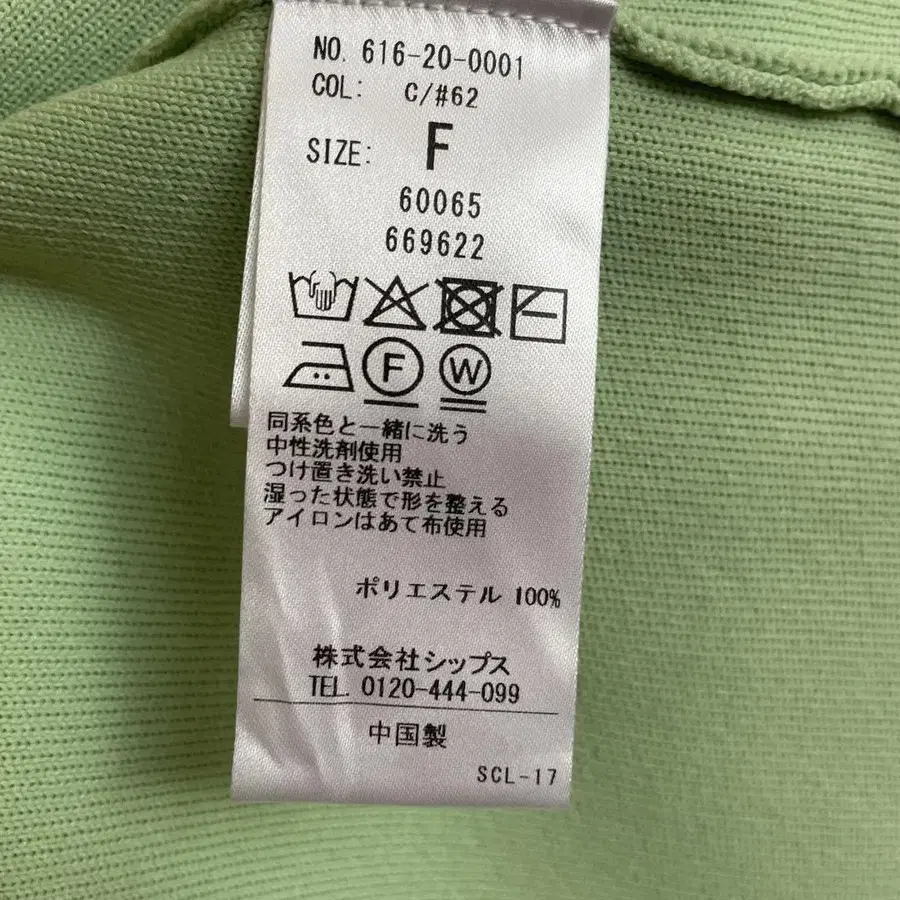 NO. 616-20-0001
COL: C/#62
SIZE: F
60065
669622
F W
同系色と一緒に洗う
中性洗剤使用
つけ置き洗い禁止
湿った状態で形を整える
アイロンはあて布使用
ポリエステル 100%
株式会社シップス
TEL. 0120-444-099
中国製
SCL-17